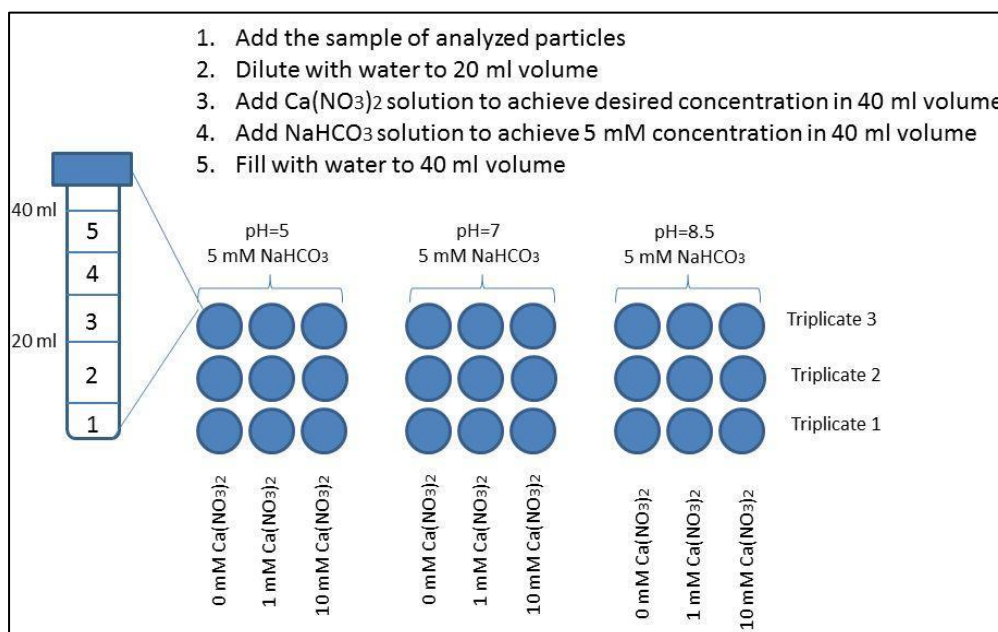 1. Add the sample of analyzed particles
2. Dilute with water to 20 ml volume
3. Add Ca(NO3)2 solution to achieve desired concentration in 40 ml volume
4. Add NaHCO3 solution to achieve 5 mM concentration in 40 ml volume
5. Fill with water to 40 ml volume
40 ml
5
4
3
20 ml
2
1
pH=5
5 mM NaHCO3
pH=7
5 mM NaHCO3
pH=8.5
5 mM NaHCO3
Triplicate 3
Triplicate 2
Triplicate 1
0 mM Ca(NO3)2
1 mM Ca(NO3)2
10 mM Ca(NO3)2
0 mM Ca(NO3)2
1 mM Ca(NO3)2
10 mM Ca(NO3)2
0 mM Ca(NO3)2
1 mM Ca(NO3)2
10 mM Ca(NO3)2